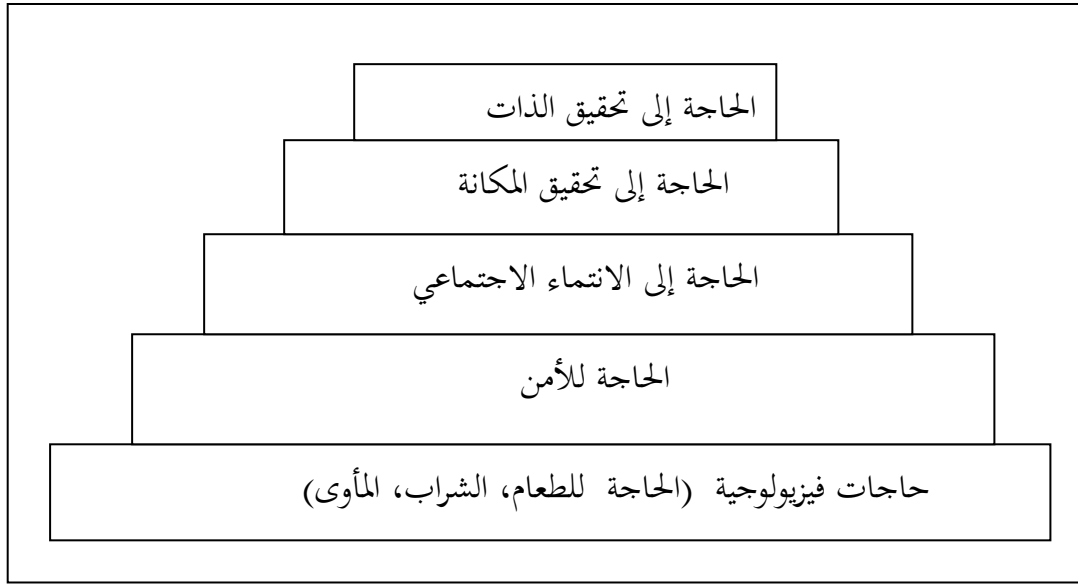 الحاجة إلى تحقيق الذات
الحاجة إلى تحقيق المكانة
الحاجة إلى الانتماء الاجتماعي
الحاجة للأمن
حاجات فيزيولوجية (الحاجة للطعام، الشراب، المأوى)